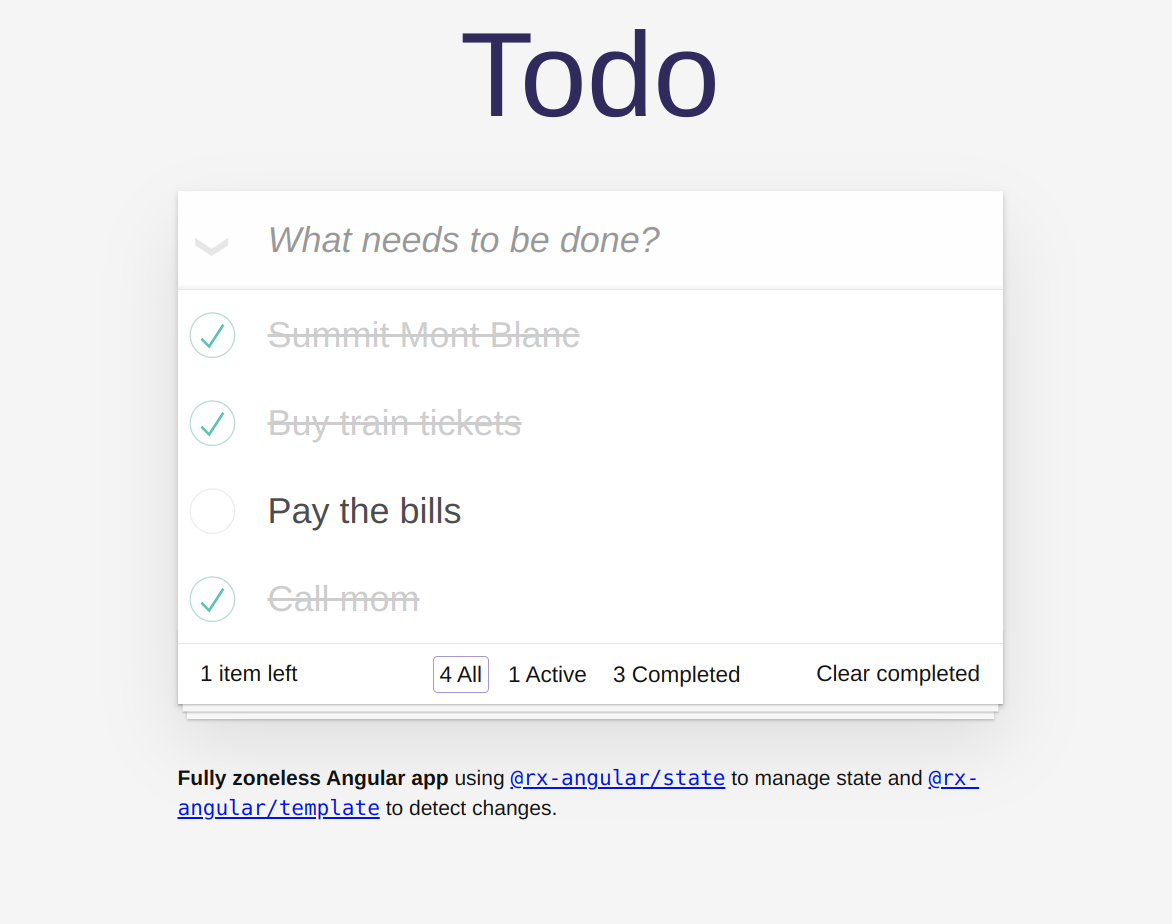 Todo
What needs to be done?
Summit Mont Blanc
Buy train tickets
Pay the bills
Call mom
1 item left 4 All 1 Active 3 Completed Clear completed
Fully zoneless Angular app using @rx-angular/state to manage state and @rx-
angular/template to detect changes.